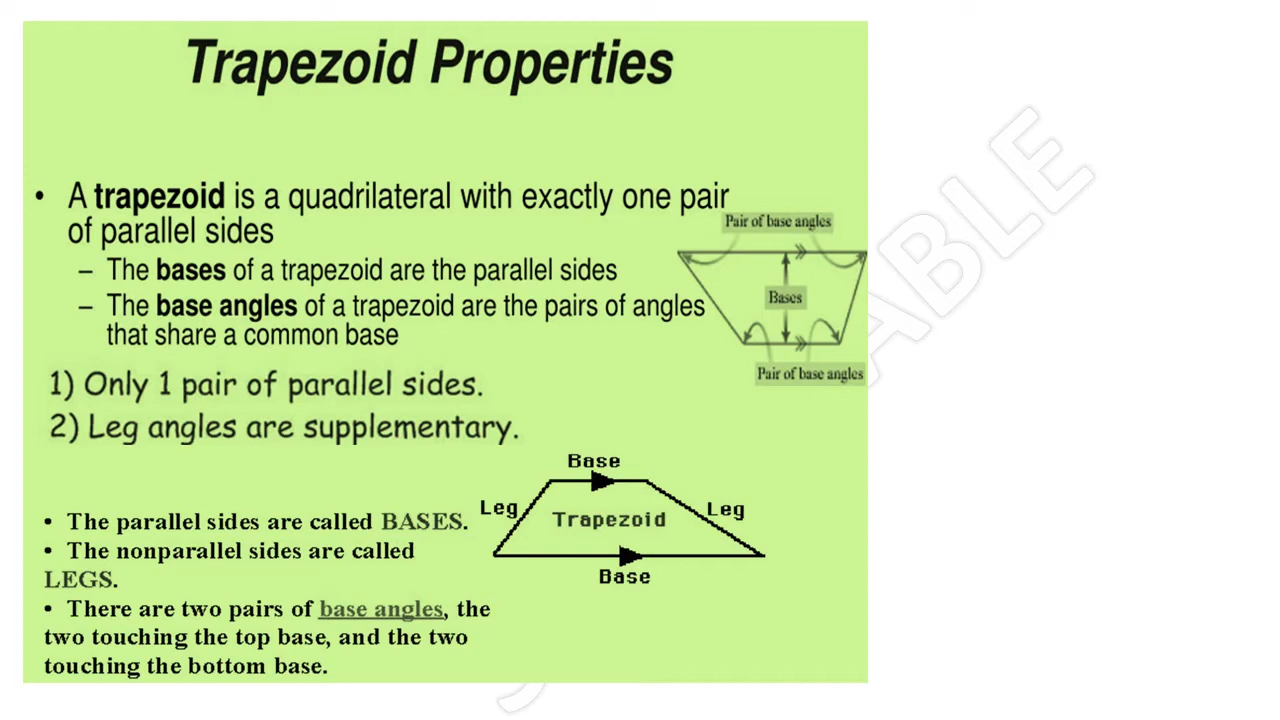 Trapezoid Properties
• A trapezoid is a quadrilateral with exactly one pair
of parallel sides
– The bases of a trapezoid are the parallel sides
– The base angles of a trapezoid are the pairs of angles
that share a common base
Pair of base angles
Bases
Pair of base angles
1) Only 1 pair of parallel sides.
2) Leg angles are supplementary.
• The parallel sides are called BASES.
• The nonparallel sides are called
LEGS.
• There are two pairs of base angles, the
two touching the top base, and the two
touching the bottom base.
Base
Leg
Leg
Trapezoid
Base
ABLE